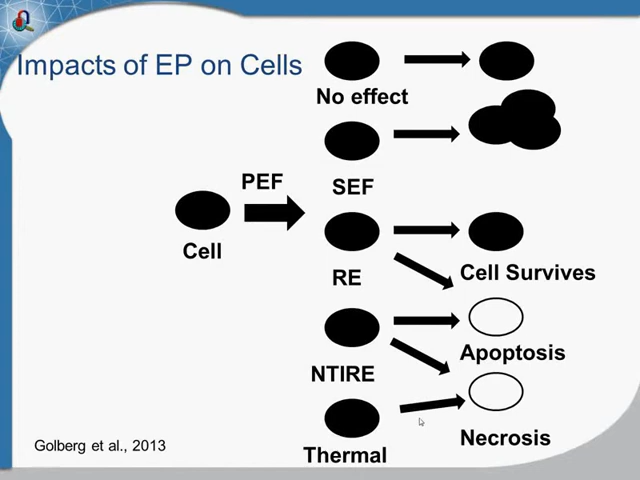 Impacts of EP on Cells
No effect
PEF
SEF
Cell
RE
Cell Survives
Apoptosis
NTIRE
Necrosis
Thermal
Golberg et al., 2013